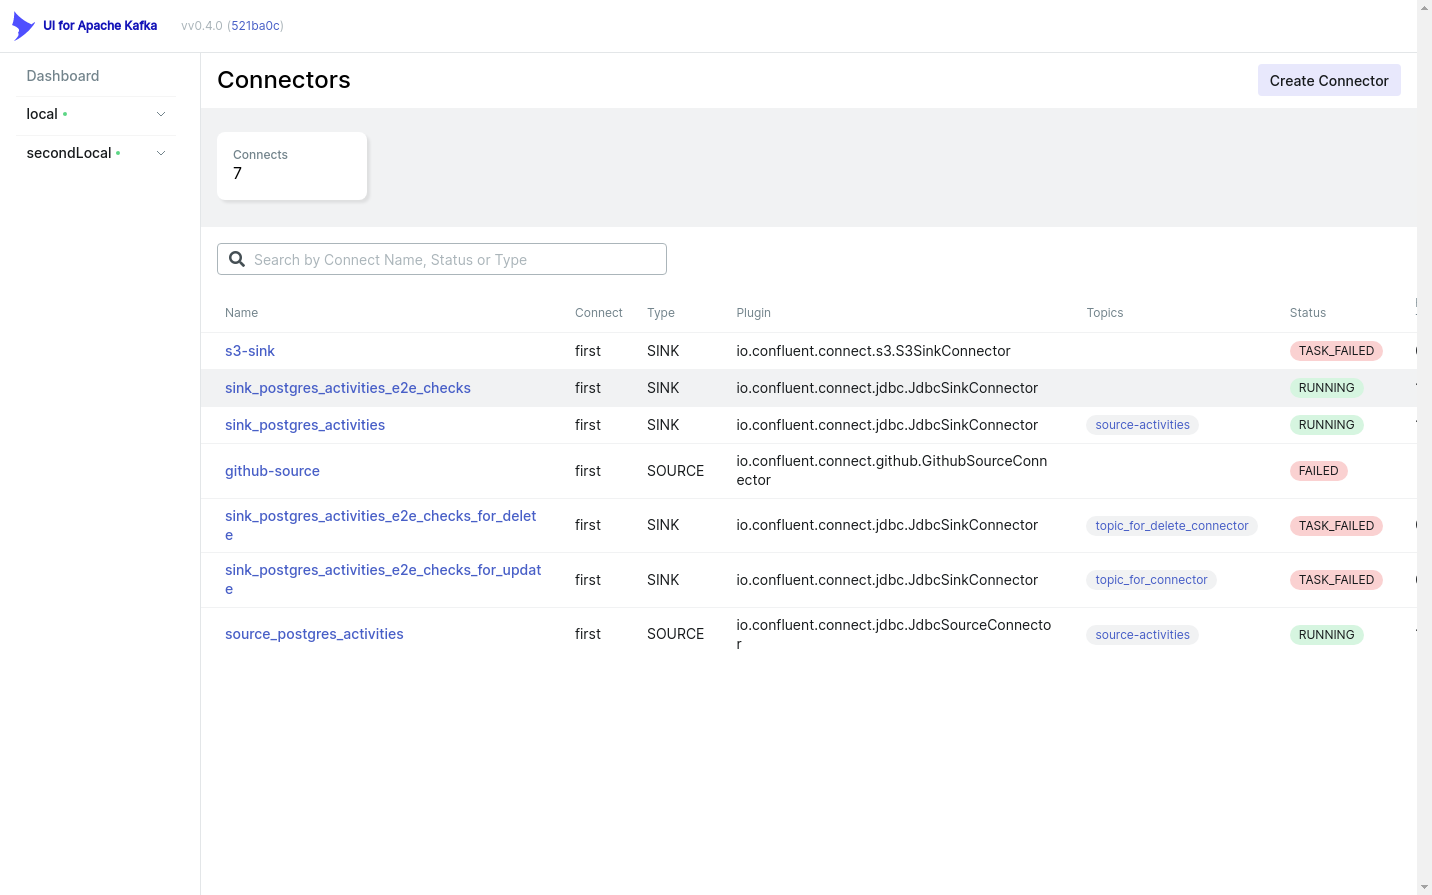 UI for Apache Kafka vv0.4.0 (521ba0c)
Dashboard
local
secondLocal
Connectors
Create Connector
Connects
7
Search by Connect Name, Status or Type
Name Connect Type Plugin Topics Status
s3-sink first SINK io.confluent.connect.s3.S3SinkConnector TASK_FAILED
sink_postgres_activities_e2e_checks first SINK io.confluent.connect.jdbc.JdbcSinkConnector RUNNING
sink_postgres_activities first SINK io.confluent.connect.jdbc.JdbcSinkConnector source-activities RUNNING
github-source first SOURCE io.confluent.connect.github.GithubSourceConn
ector FAILED
sink_postgres_activities_e2e_checks_for_delet
e first SINK io.confluent.connect.jdbc.JdbcSinkConnector topic_for_delete_connector TASK_FAILED
sink_postgres_activities_e2e_checks_for_updat
e first SINK io.confluent.connect.jdbc.JdbcSinkConnector topic_for_connector TASK_FAILED
source_postgres_activities first SOURCE io.confluent.connect.jdbc.JdbcSourceConnecto
r source-activities RUNNING